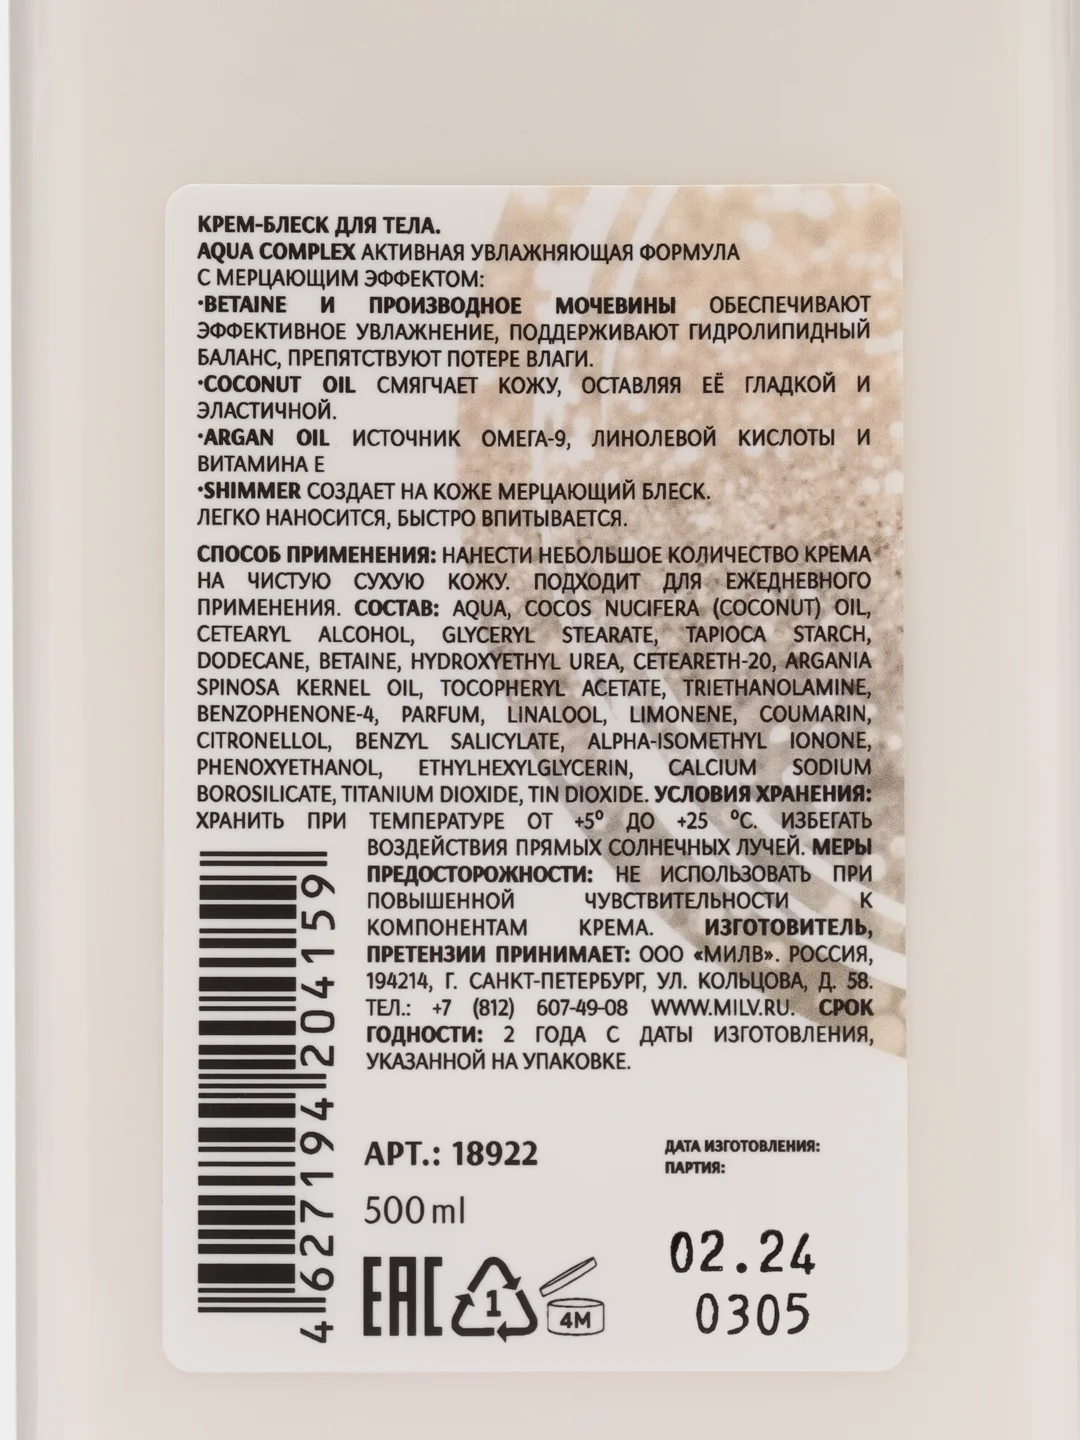 КРЕМ-БЛЕСК ДЛЯ ТЕЛА.
AQUA COMPLEX АКТИВНАЯ УВЛАЖНЯЮЩАЯ ФОРМУЛА
С МЕРЦАЮЩИМ ЭФФЕКТОМ:
·BETAINE И ПРОИЗВОДНОЕ МОЧЕВИНЫ ОБЕСПЕЧИВАЮТ
ЭФФЕКТИВНОЕ УВЛАЖНЕНИЕ, ПОДДЕРЖИВАЮТ ГИДРОЛИПИДНЫЙ
БАЛАНС, ПРЕПЯТСТВУЮТ ПОТЕРЕ ВЛАГИ.
·COCONUT OIL СМЯГЧАЕТ КОЖУ, ОСТАВЛЯЯ ЕЁ ГЛАДКОЙ И
ЭЛАСТИЧНОЙ.
·ARGAN OIL ИСТОЧНИК ОМЕГА-9, ЛИНОЛЕВОЙ КИСЛОТЫ И
ВИТАМИНА Е
·SHIMMER СОЗДАЕТ НА КОЖЕ МЕРЦАЮЩИЙ БЛЕСК.
ЛЕГКО НАНОСИТСЯ, БЫСТРО ВПИТЫВАЕТСЯ.
СПОСОБ ПРИМЕНЕНИЯ: НАНЕСТИ НЕБОЛЬШОЕ КОЛИЧЕСТВО КРЕМА
НА ЧИСТУЮ СУХУЮ КОЖУ. ПОДХОДИТ ДЛЯ ЕЖЕДНЕВНОГО
ПРИМЕНЕНИЯ. СОСТАВ: AQUA, COCOS NUCIFERA (COCONUT) OIL,
CETEARYL ALCOHOL, GLYCERYL STEARATE, TAPIOCA STARCH,
DODECANE, BETAINE, HYDROXYETHYL UREA, CETEARETH-20, ARGANIA
SPINOSA KERNEL OIL, TOCOPHERYL ACETATE, TRIETHANOLAMINE,
BENZOPHENONE-4, PARFUM, LINALOOL, LIMONENE, COUMARIN,
CITRONELLOL, BENZYL SALICYLATE, ALPHA-ISOMETHYL IONONE,
PHENOXYETHANOL, ETHYLHEXYLGLYCERIN, CALCIUM SODIUM
BOROSILICATE, TITANIUM DIOXIDE, TIN DIOXIDE. УСЛОВИЯ ХРАНЕНИЯ:
ХРАНИТЬ ПРИ ТЕМПЕРАТУРЕ ОТ +5⁰ ДО +25 ⁰С. ИЗБЕГАТЬ
ВОЗДЕЙСТВИЯ ПРЯМЫХ СОЛНЕЧНЫХ ЛУЧЕЙ. МЕРЫ
ПРЕДОСТОРОЖНОСТИ: НЕ ИСПОЛЬЗОВАТЬ ПРИ
ПОВЫШЕННОЙ ЧУВСТВИТЕЛЬНОСТИ К
КОМПОНЕНТАМ КРЕМА. ИЗГОТОВИТЕЛЬ,
ПРЕТЕНЗИИ ПРИНИМАЕТ: ООО «МИЛВ». РОССИЯ,
194214, Г. САНКТ-ПЕТЕРБУРГ, УЛ. КОЛЬЦОВА, Д. 58.
ТЕЛ.: +7 (812) 607-49-08 WWW.MILV.RU. СРОК
ГОДНОСТИ: 2 ГОДА С ДАТЫ ИЗГОТОВЛЕНИЯ,
УКАЗАННОЙ НА УПАКОВКЕ.
4 627194 204159
АРТ.: 18922
500 ml
ДАТА ИЗГОТОВЛЕНИЯ:
ПАРТИЯ:
02.24
0305
EAC
1
4M